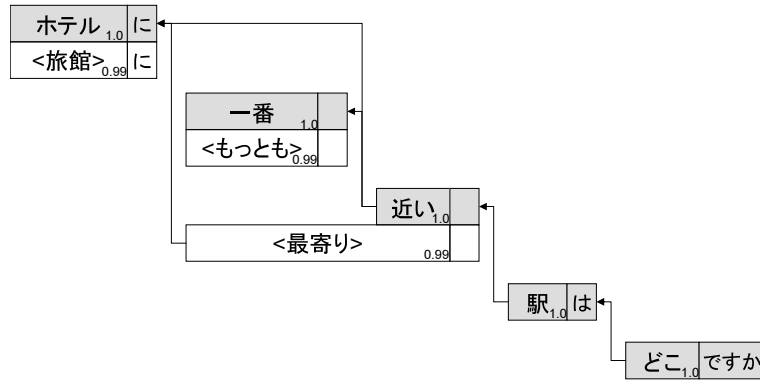 ホテル 1.0 に
<旅館> 0.99 に
一番 1.0
<もっとも> 0.99
近い 1.0
<最寄り> 0.99
駅 1.0 は
どこ 1.0 ですか